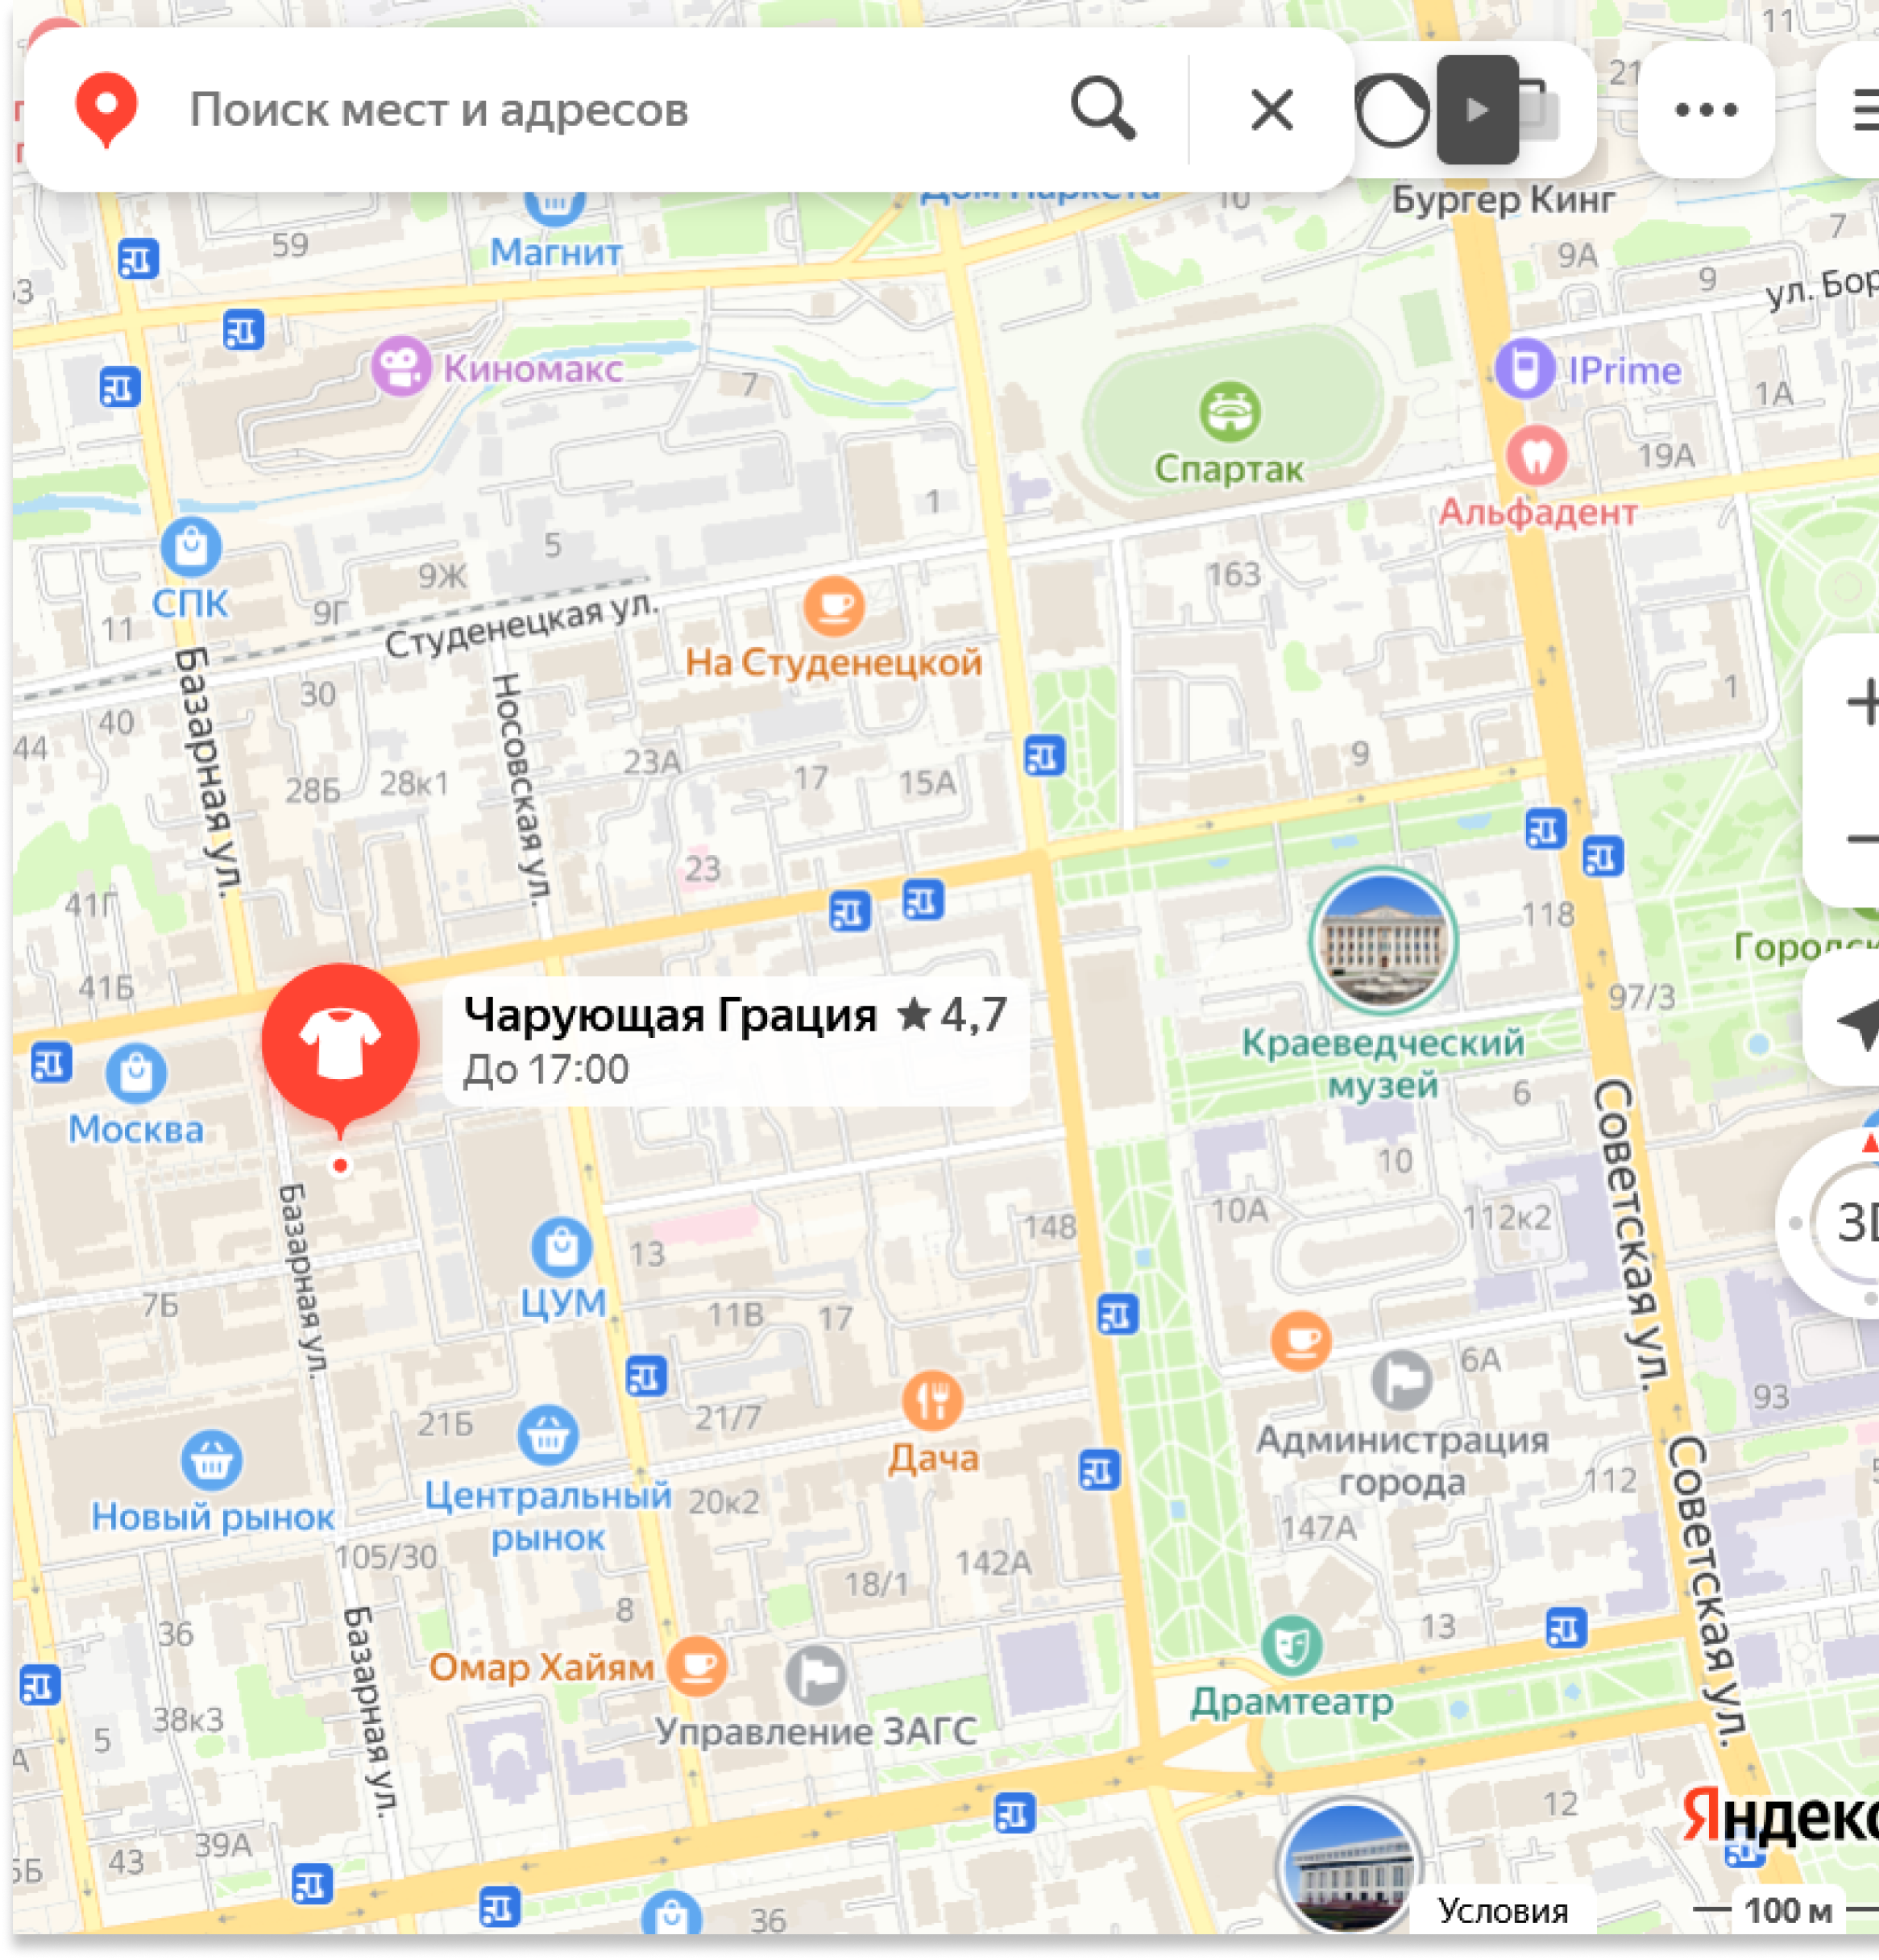 11
Поиск мест и адресов
21
Бургер Кинг
10
59
Магнит
7
9А
9
ул. Бор
Киномакс
7
IPrime
1А
Спартак
19А
Альфадент
1
5
9Ж
163
СПК
9Г
11
Студенецкая ул.
На Студенецкой
30
40
44
Базарная ул.
Носовская ул.
1
23А
17
15А
9
28Б
28к1
23
41Г
118
Городск
41Б
97/3
Чарующая Грация ★ 4,7
До 17:00
Краеведческий
музей
Москва
6
Советская ул.
10
10А
112к2
148
Базарная ул.
13
ЦУМ
7Б
11В
17
6А
93
21Б
21/7
Дача
Администрация
города
112
Новый рынок
Центральный
рынок
20к2
147А
105/30
142А
18/1
Советская ул.
36
8
13
Базарная ул.
Омар Хайям
Драмтеатр
Управление ЗАГС
38к3
5
12
39А
43
Яндекс
36
Условия
100 м